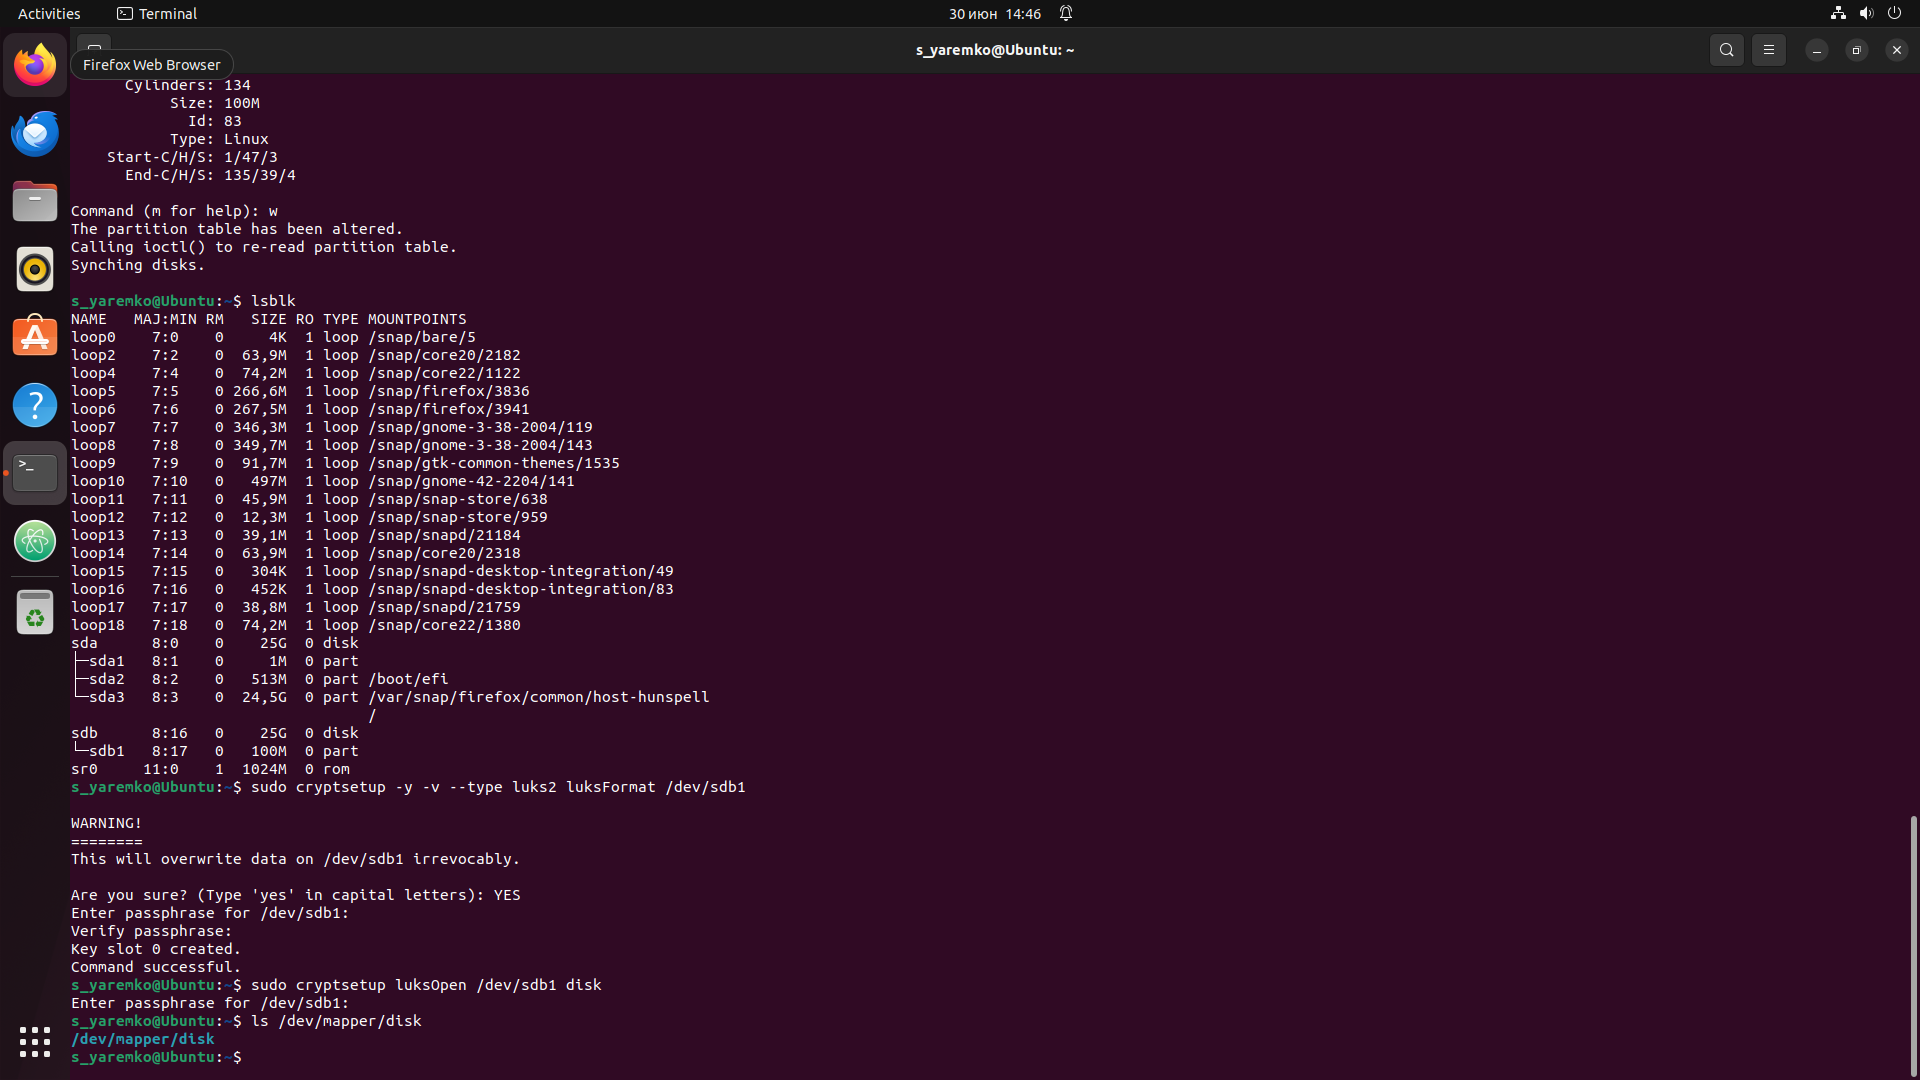 Activities
Terminal
30 июн 14:46
s_yaremko@Ubuntu: ~
Firefox Web Browser
Cylinders: 134
Size: 100M
Id: 83
Type: Linux
Start-C/H/S: 1/47/3
End-C/H/S: 135/39/4
Command (m for help): w
The partition table has been altered.
Calling ioctl() to re-read partition table.
Synching disks.
s_yaremko@Ubuntu:~$ lsblk
NAME   MAJ:MIN RM   SIZE RO TYPE MOUNTPOINTS
loop0    7:0    0     4K  1 loop /snap/bare/5
loop2    7:2    0  63,9M  1 loop /snap/core20/2182
loop4    7:4    0  74,2M  1 loop /snap/core22/1122
loop5    7:5    0 266,6M  1 loop /snap/firefox/3836
loop6    7:6    0 267,5M  1 loop /snap/firefox/3941
loop7    7:7    0 346,3M  1 loop /snap/gnome-3-38-2004/119
loop8    7:8    0 349,7M  1 loop /snap/gnome-3-38-2004/143
loop9    7:9    0  91,7M  1 loop /snap/gtk-common-themes/1535
loop10   7:10   0   497M  1 loop /snap/gnome-42-2204/141
loop11   7:11   0  45,9M  1 loop /snap/snap-store/638
loop12   7:12   0  12,3M  1 loop /snap/snap-store/959
loop13   7:13   0  39,1M  1 loop /snap/snapd/21184
loop14   7:14   0  63,9M  1 loop /snap/core20/2318
loop15   7:15   0   304K  1 loop /snap/snapd-desktop-integration/49
loop16   7:16   0   452K  1 loop /snap/snapd-desktop-integration/83
loop17   7:17   0  38,8M  1 loop /snap/snapd/21759
loop18   7:18   0  74,2M  1 loop /snap/core22/1380
sda      8:0    0    25G  0 disk
├─sda1   8:1    0     1M  0 part
├─sda2   8:2    0   513M  0 part /boot/efi
└─sda3   8:3    0  24,5G  0 part /var/snap/firefox/common/host-hunspell
/
sdb      8:16   0    25G  0 disk
└─sdb1   8:17   0   100M  0 part
sr0     11:0    1  1024M  0 rom
s_yaremko@Ubuntu:~$ sudo cryptsetup -y -v --type luks2 luksFormat /dev/sdb1
WARNING!
========
This will overwrite data on /dev/sdb1 irrevocably.
Are you sure? (Type 'yes' in capital letters): YES
Enter passphrase for /dev/sdb1:
Verify passphrase:
Key slot 0 created.
Command successful.
s_yaremko@Ubuntu:~$ sudo cryptsetup luksOpen /dev/sdb1 disk
Enter passphrase for /dev/sdb1:
s_yaremko@Ubuntu:~$ ls /dev/mapper/disk
/dev/mapper/disk
s_yaremko@Ubuntu:~$